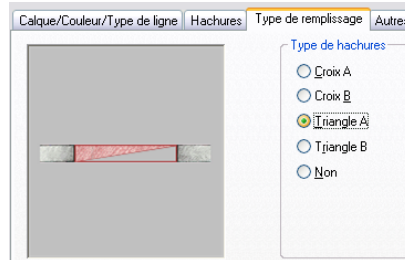 Calque/Couleur/Type de ligne Hachures Type de remplissage Autres
Type de hachures
Croix A
Croix B
Triangle A
Triangle B
Non